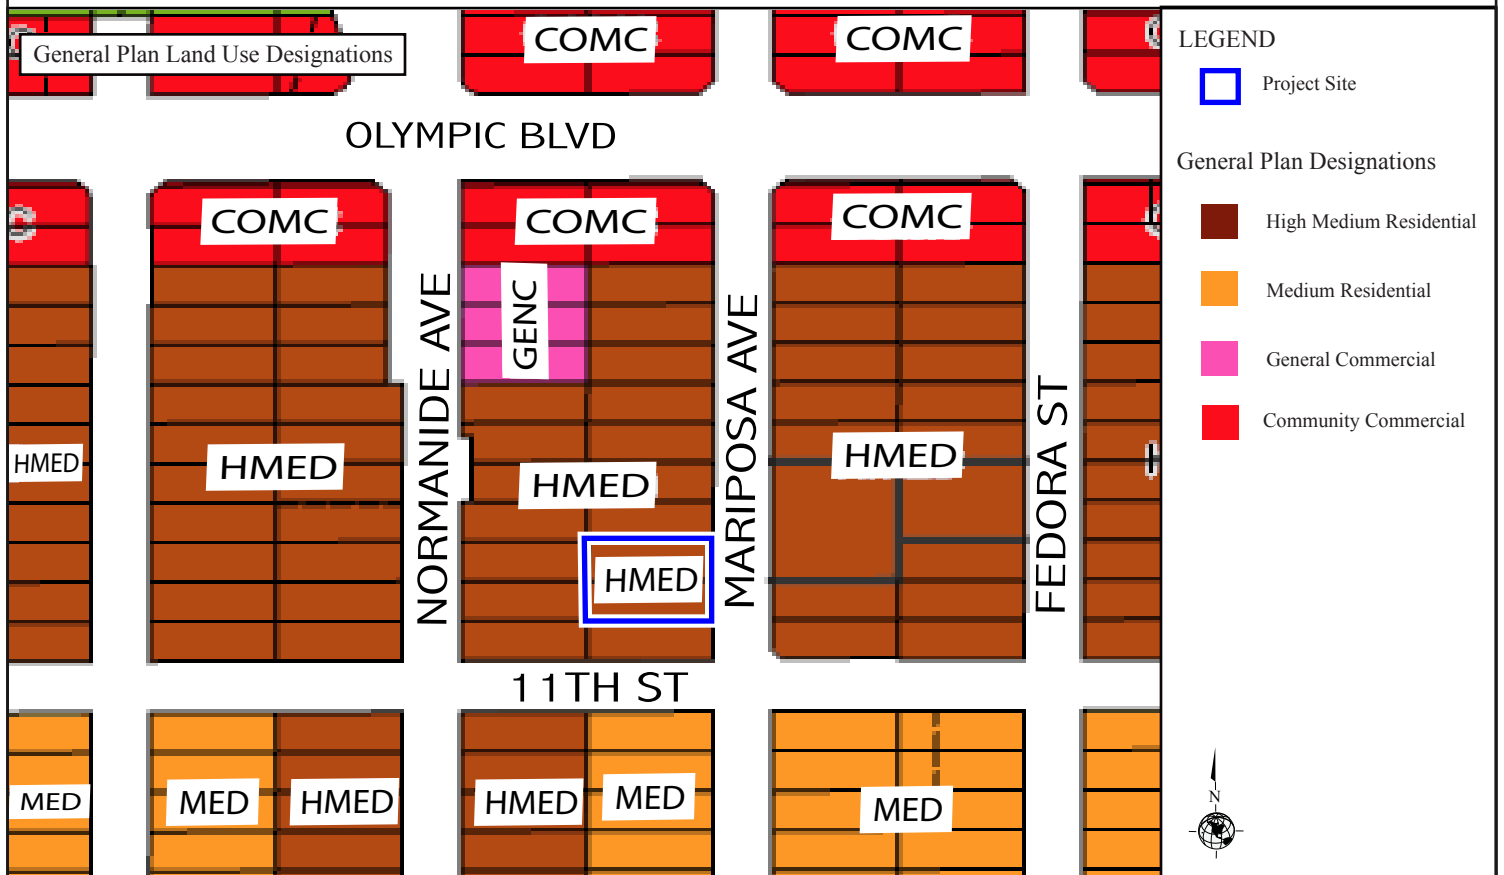 COMC
COMC
General Plan Land Use Designations
OLYMPIC BLVD
COMC
COMC
COMC
GENC
NORMANIDE AVE
MARIPOSA AVE
FEDORA ST
HMED
HMED
HMED
HMED
HMED
11TH ST
MED
MED
HMED
HMED
MED
MED
LEGEND
Project Site
General Plan Designations
High Medium Residential
Medium Residential
General Commercial
Community Commercial
N